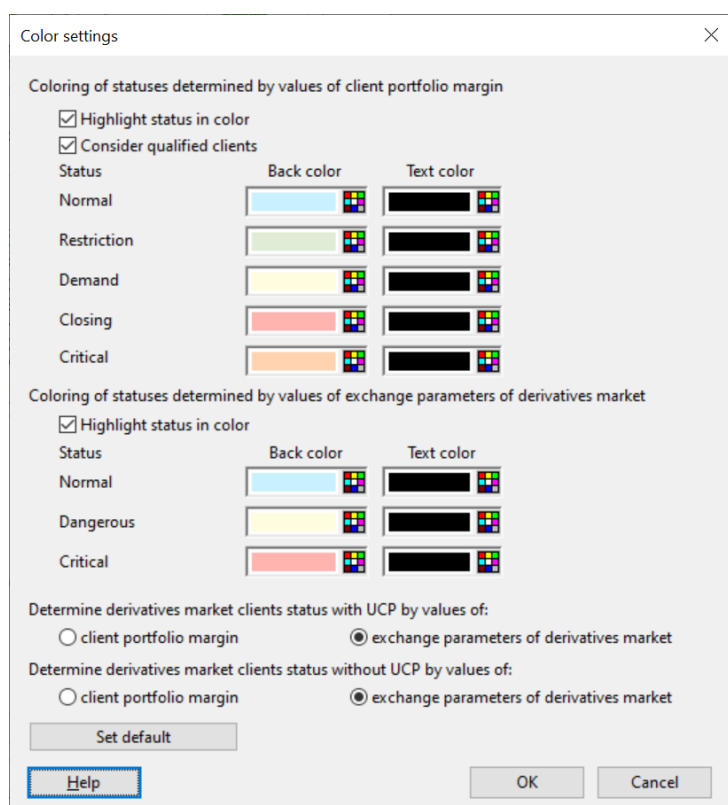 Color settings
Coloring of statuses determined by values of client portfolio margin
Highlight status in color
Consider qualified clients
Status Back color Text color
Normal
Restriction
Demand
Closing
Critical
Coloring of statuses determined by values of exchange parameters of derivatives market
Highlight status in color
Status Back color Text color
Normal
Dangerous
Critical
Determine derivatives market clients status with UCP by values of:
client portfolio margin exchange parameters of derivatives market
Determine derivatives market clients status without UCP by values of:
client portfolio margin exchange parameters of derivatives market
Set default
Help OK Cancel